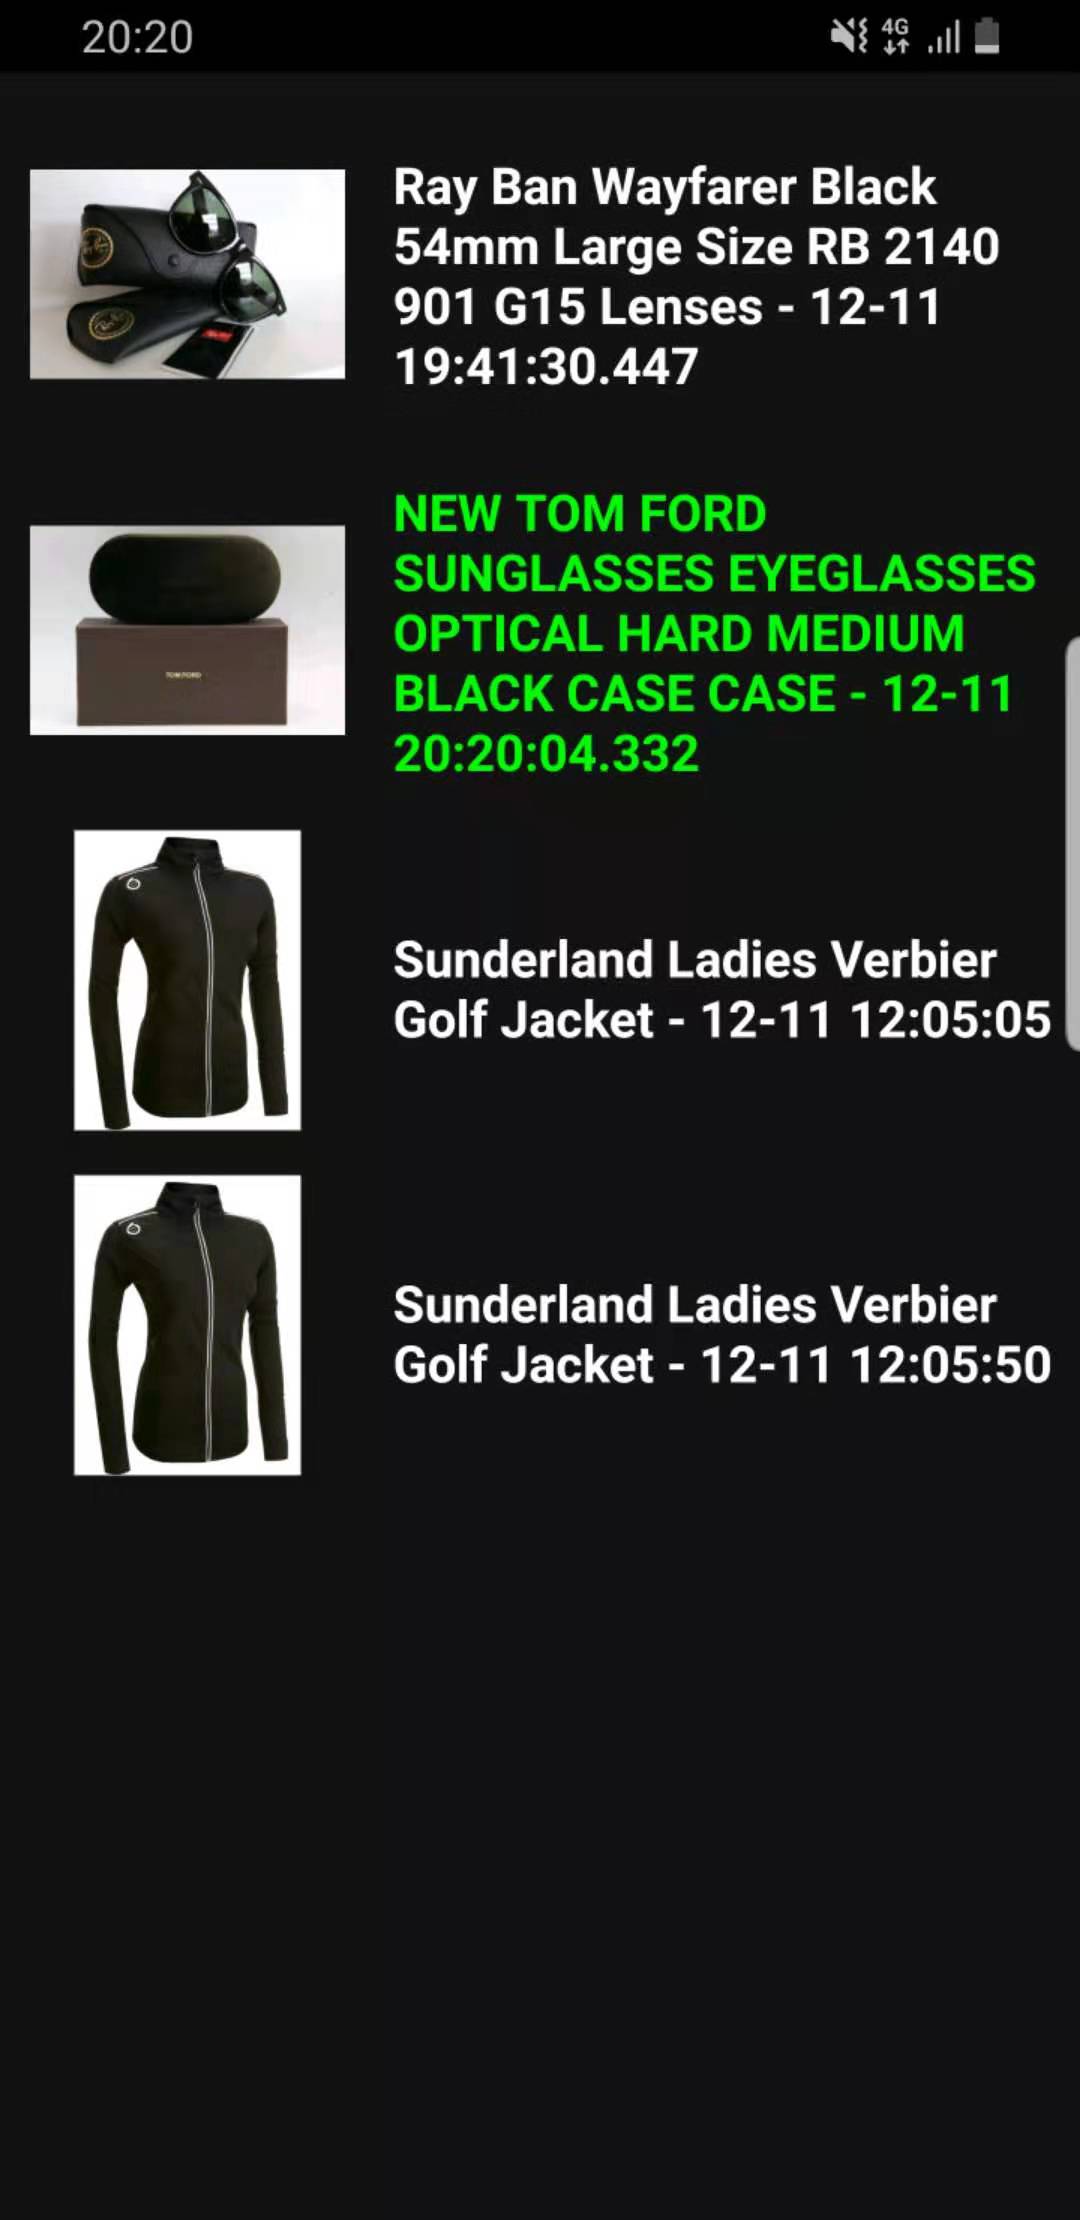 20:20
4G
Ray Ban Wayfarer Black
54mm Large Size RB 2140
901 G15 Lenses - 12-11
19:41:30.447
NEW TOM FORD
SUNGLASSES EYEGLASSES
OPTICAL HARD MEDIUM
BLACK CASE CASE - 12-11
20:20:04.332
TOM FORD
Sunderland Ladies Verbier
Golf Jacket - 12-11 12:05:05
Sunderland Ladies Verbier
Golf Jacket - 12-11 12:05:50